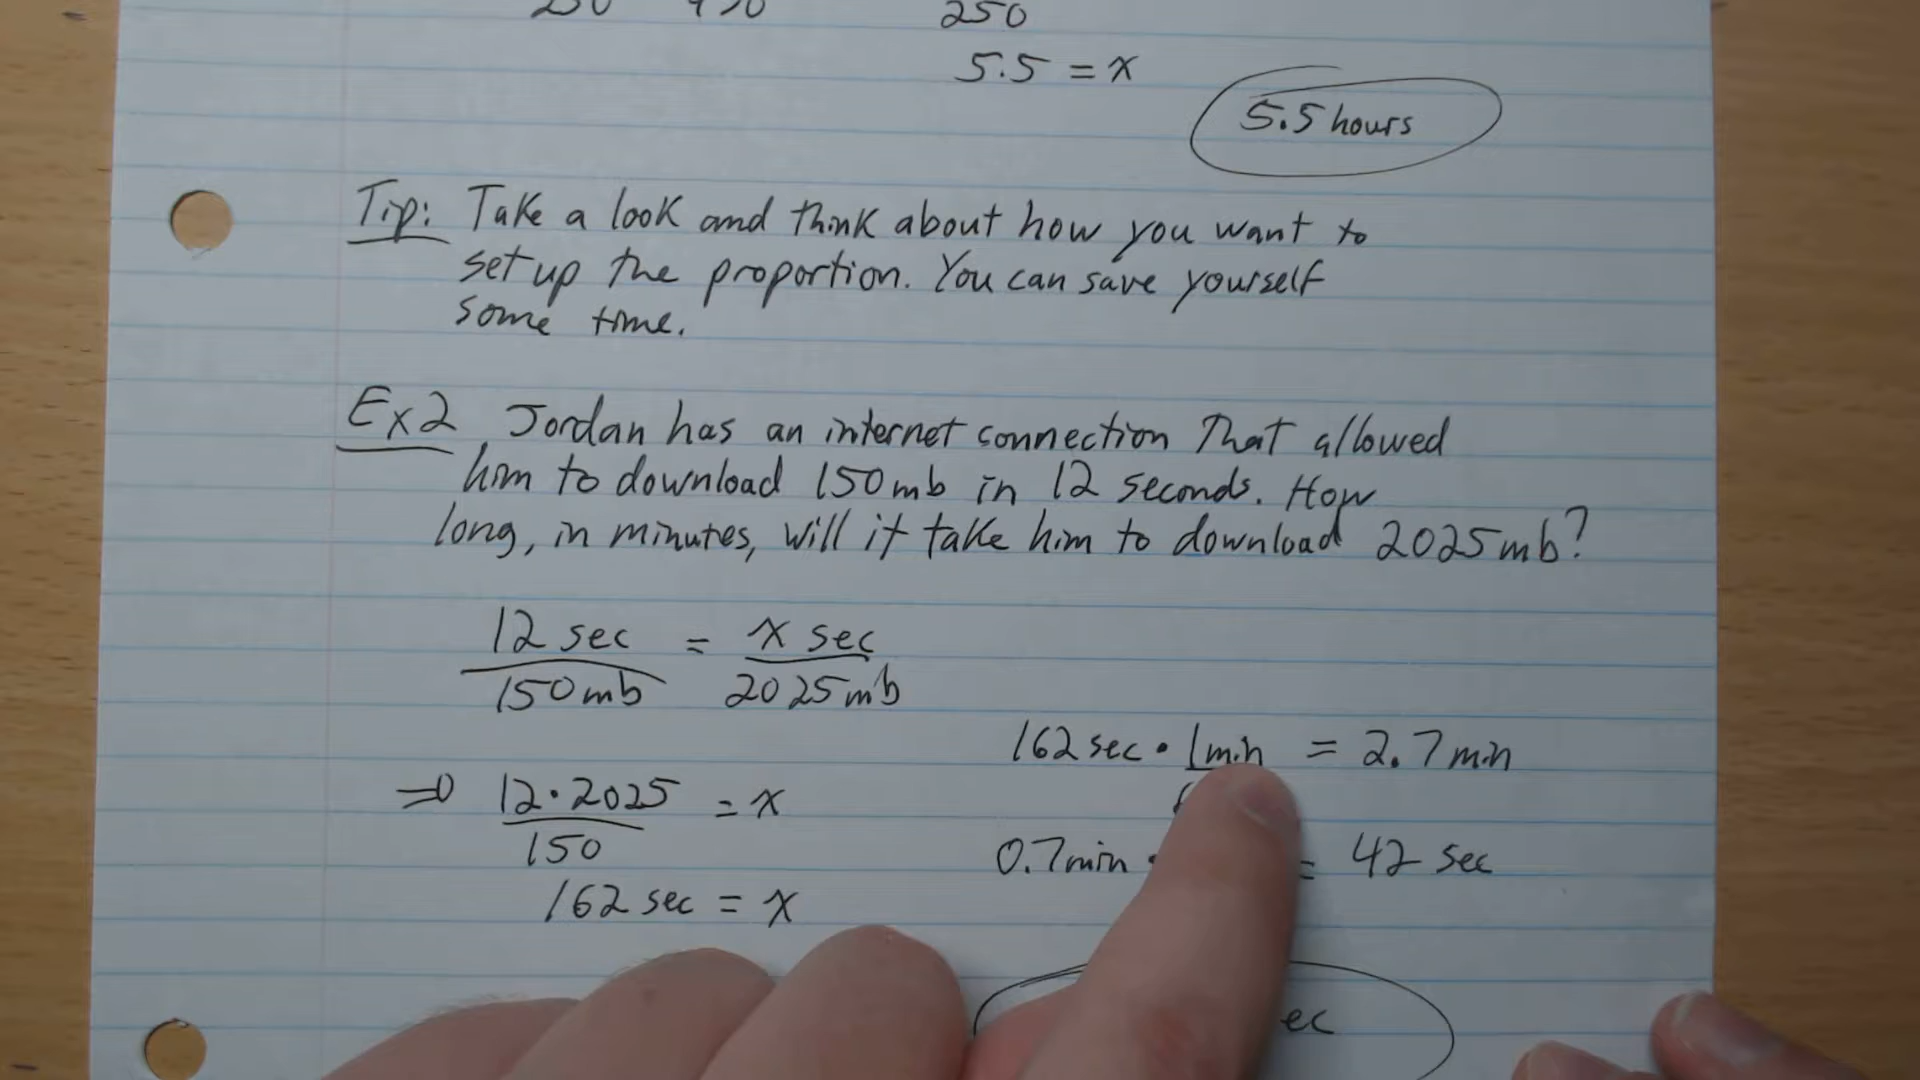 250
5.5 = x
5.5 hours
Tip: Take a look and think about how you want to
set up the proportion. You can save yourself
some time.
Ex2 Jordan has an internet connection that allowed
him to download 150mb in 12 seconds. How
long, in minutes, will it take him to download 2025mb?
12 sec = x sec
150mb 2025mb
162 sec • 1 min = 2.7 min
⇒ 12•2025 = x
150
0.7min = 42 sec
162 sec = x